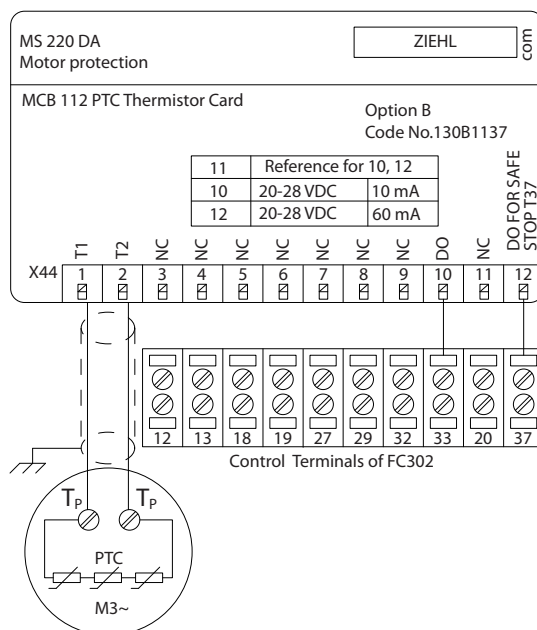 MS 220 DA
Motor protection
ZIEHL
com
MCB 112 PTC Thermistor Card
Option B
Code No.130B1137
11 Reference for 10, 12
10 20-28 VDC 10 mA
12 20-28 VDC 60 mA
T1 T2 NC NC NC NC NC NC NC DO NC DO FOR SAFE STOP T37
X44 1 2 3 4 5 6 7 8 9 10 11 12
12 13 18 19 27 29 32 33 20 37
Control Terminals of FC302
TP TP
PTC
M3~